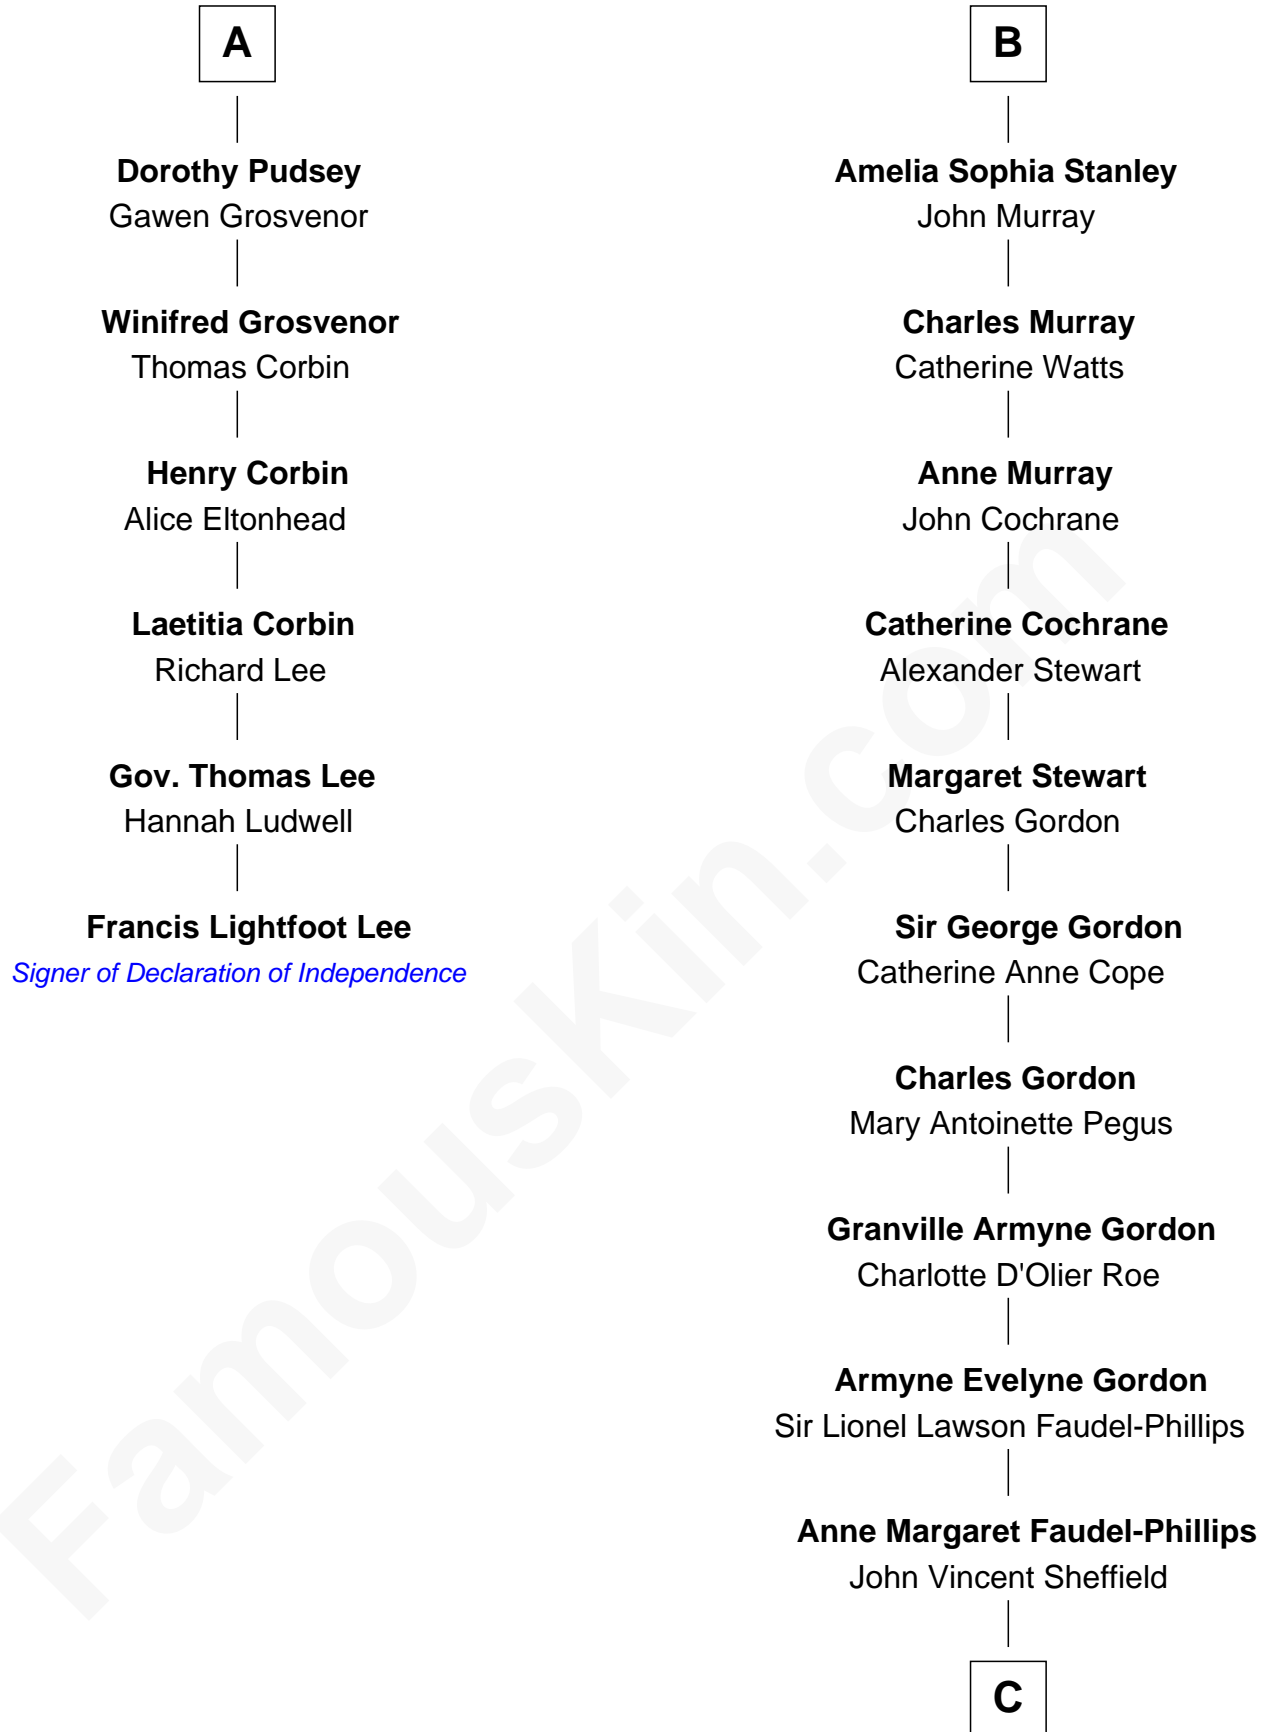 A
Dorothy Pudsey
Gawen Grosvenor
Winifred Grosvenor
Thomas Corbin
Henry Corbin
Alice Eltonhead
Laetitia Corbin
Richard Lee
Gov. Thomas Lee
Hannah Ludwell
Francis Lightfoot Lee
Signer of Declaration of Independence
B
Amelia Sophia Stanley
John Murray
Charles Murray
Catherine Watts
Anne Murray
John Cochrane
Catherine Cochrane
Alexander Stewart
Margaret Stewart
Charles Gordon
Sir George Gordon
Catherine Anne Cope
Charles Gordon
Mary Antoinette Pegus
Granville Armyne Gordon
Charlotte D'Olier Roe
Armyne Evelyne Gordon
Sir Lionel Lawson Faudel-Phillips
Anne Margaret Faudel-Phillips
John Vincent Sheffield
C
FamousKin.com